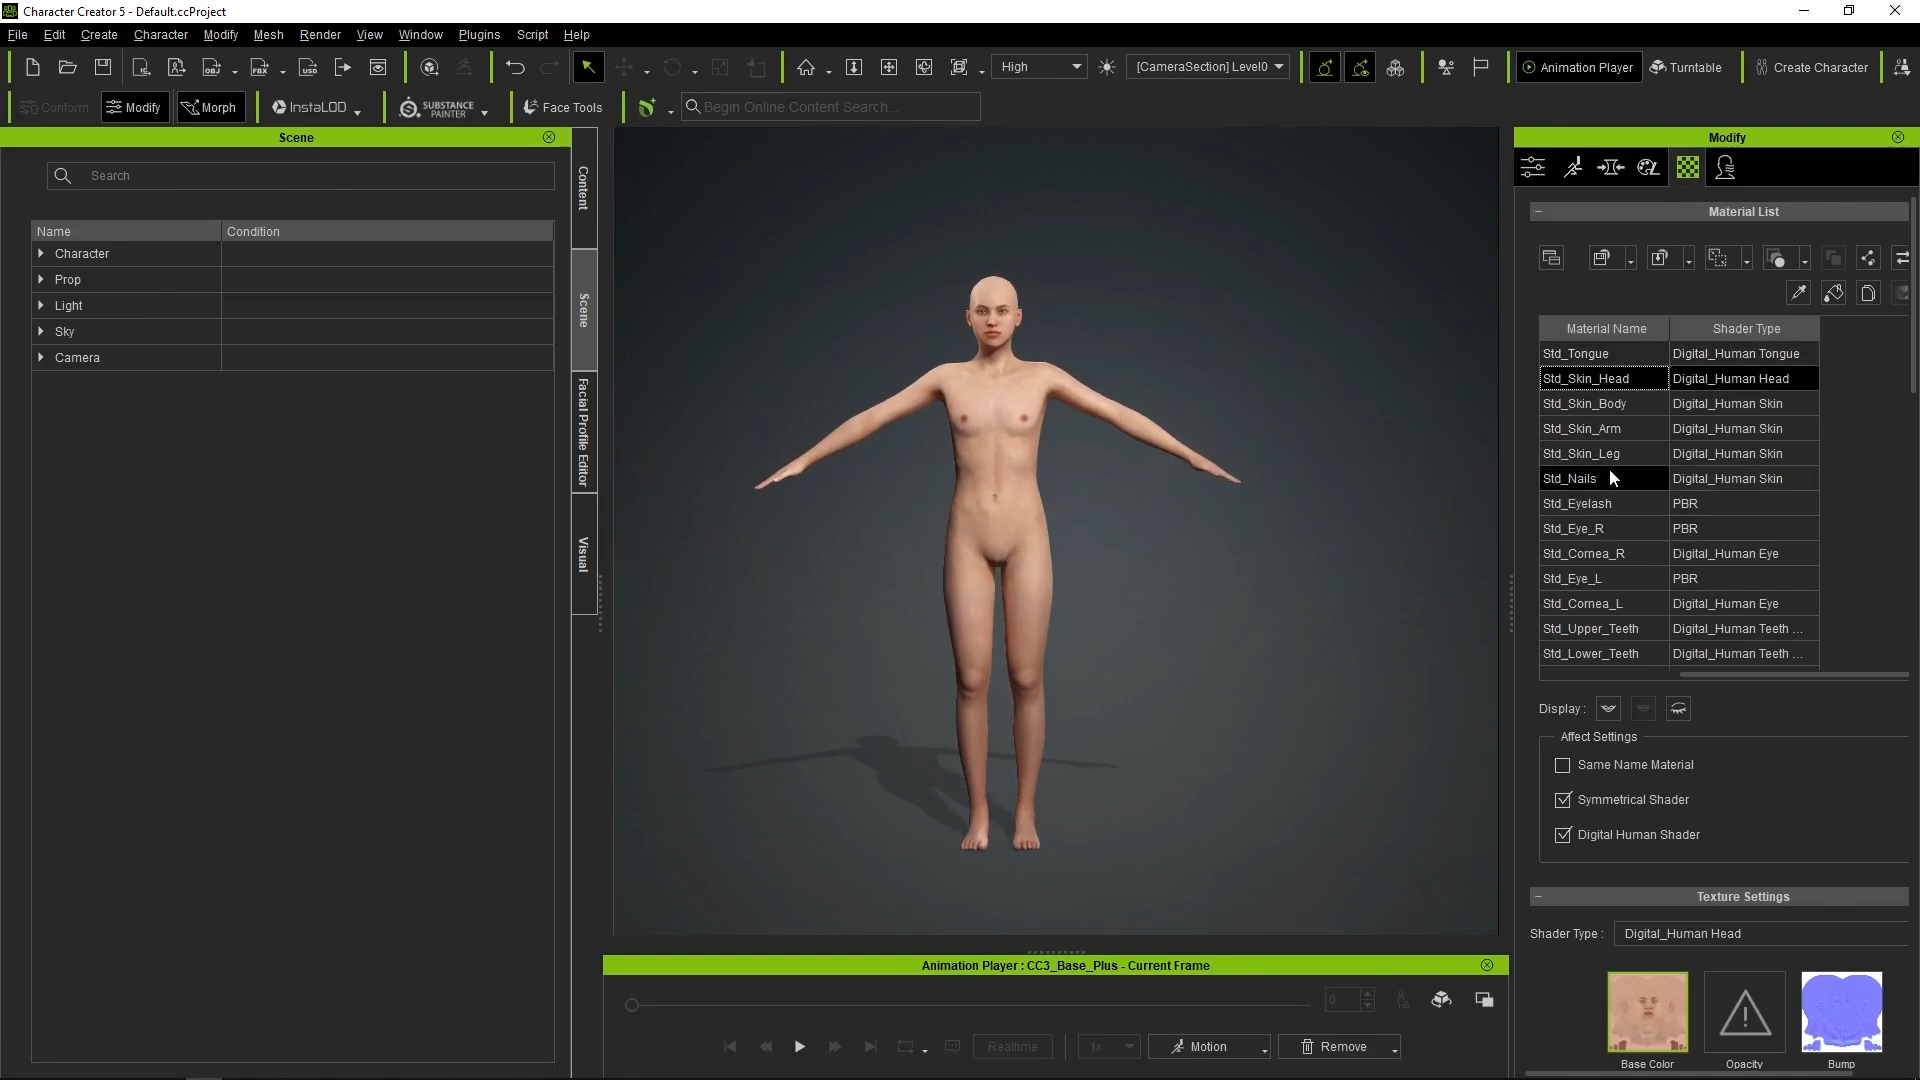 Character Creator 5 - Default.ccProject
File Edit Create Character Modify Mesh Render View Window Plugins Script Help
High
[CameraSection] Level0
Animation Player
Turntable
Create Character
Conform
Modify
Morph
InstaLOD
SUBSTANCE
PAINTER
Face Tools
Begin Online Content Search...
Scene
Search
Name Condition
Character
Prop
Light
Sky
Camera
Content
Scene
Facial Profile Editor
Visual
Modify
Material List
Material Name Shader Type
Std_Tongue Digital_Human Tongue
Std_Skin_Head Digital_Human Head
Std_Skin_Body Digital_Human Skin
Std_Skin_Arm Digital_Human Skin
Std_Skin_Leg Digital_Human Skin
Std_Nails Digital_Human Skin
Std_Eyelash PBR
Std_Eye_R PBR
Std_Cornea_R Digital_Human Eye
Std_Eye_L PBR
Std_Cornea_L Digital_Human Eye
Std_Upper_Teeth Digital_Human Teeth ...
Std_Lower_Teeth Digital_Human Teeth ...
Display :
Affect Settings
Same Name Material
Symmetrical Shader
Digital Human Shader
Texture Settings
Shader Type : Digital_Human Head
Base Color Opacity Bump
Animation Player : CC3_Base_Plus - Current Frame
0
Realtime
1x
Motion
Remove